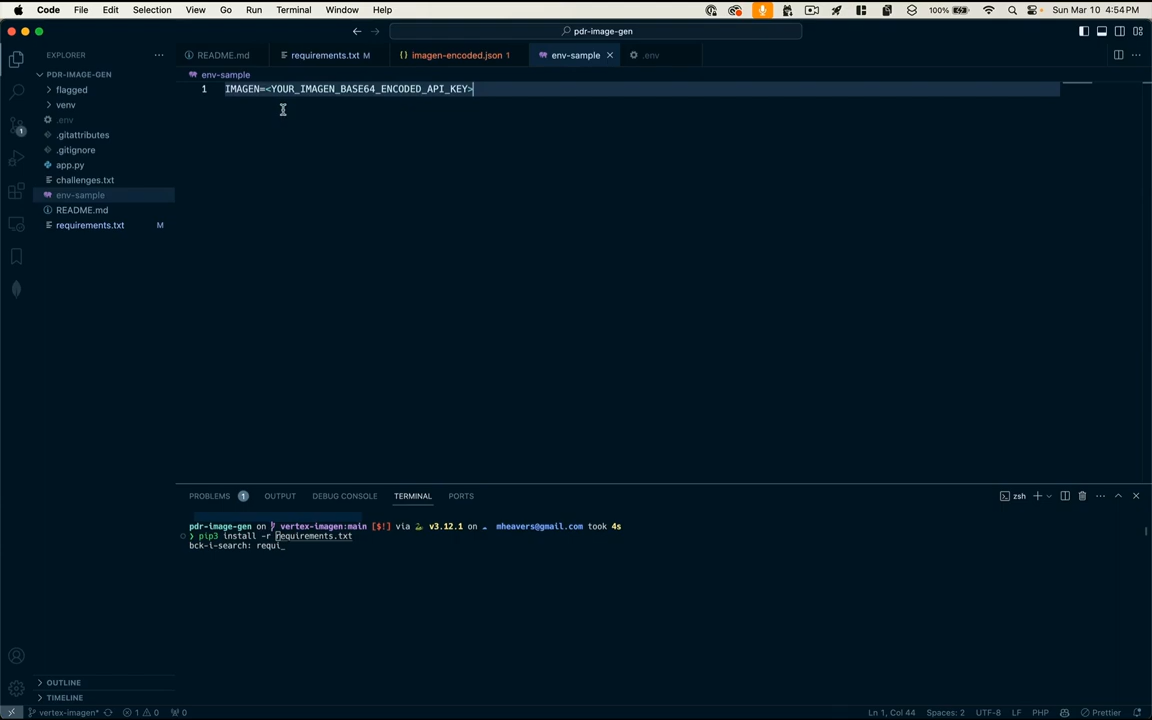 Code File Edit Selection View Go Run Terminal Window Help 100% Sun Mar 10 4:54 PM
pdr-image-gen
EXPLORER
README.md requirements.txt M imagen-encoded.json 1 env-sample .env
PDR-IMAGE-GEN
env-sample
flagged
1 IMAGEN=<YOUR_IMAGEN_BASE64_ENCODED_API_KEY>
venv
.env
.gitattributes
1
.gitignore
app.py
challenges.txt
env-sample
README.md
requirements.txt M
PROBLEMS 1 OUTPUT DEBUG CONSOLE TERMINAL PORTS zsh
pdr-image-gen on vertex-imagen:main [$!] via v3.12.1 on mheavers@gmail.com took 4s
❯ pip3 install -r requirements.txt
bck-i-search: requi_
OUTLINE
TIMELINE
vertex-imagen* 1 0 0 Ln 1, Col 44 Spaces: 2 UTF-8 LF PHP Prettier